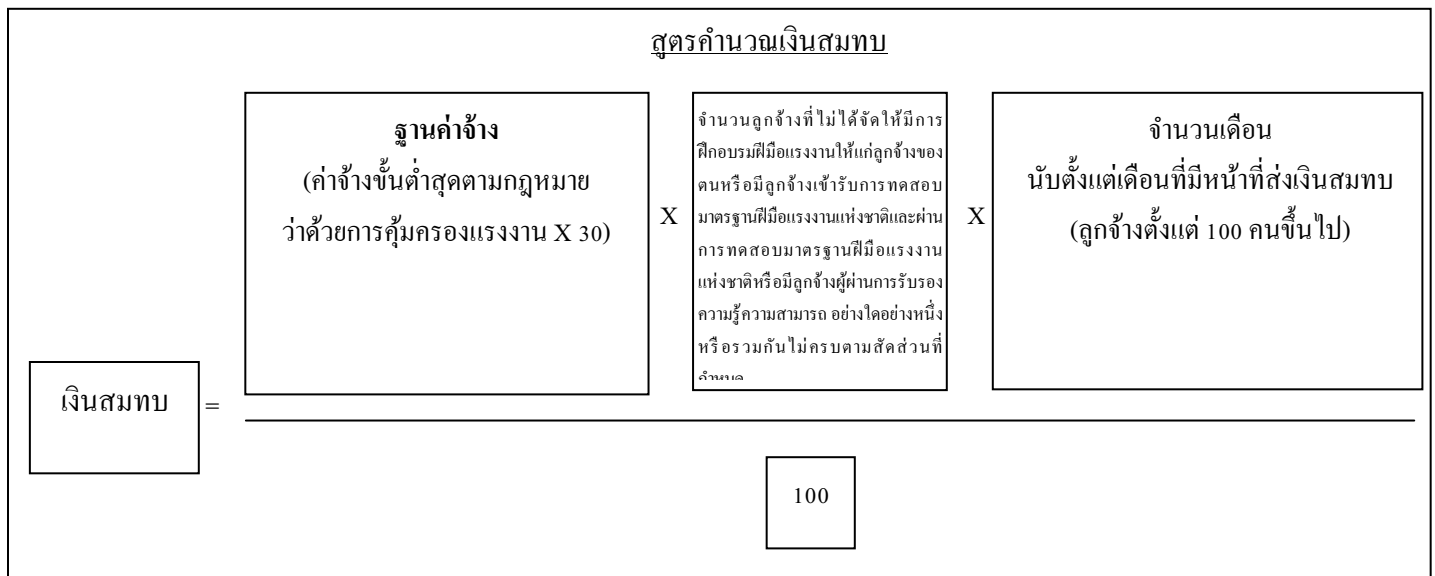 สูตรคำนวณเงินสมทบ
ฐานค่าจ้าง
(ค่าจ้างขั้นต่ำสุดตามกฎหมาย
ว่าด้วยการคุ้มครองแรงงาน X 30)
X
จำนวนลูกจ้างที่ไม่ได้จัดให้มีการ
ฝึกอบรมฝีมือแรงงานให้แก่ลูกจ้างของ
ตนหรือมีลูกจ้างเข้ารับการทดสอบ
มาตรฐานฝีมือแรงงานแห่งชาติและผ่าน
การทดสอบมาตรฐานฝีมือแรงงาน
แห่งชาติหรือมีลูกจ้างผู้ผ่านการรับรอง
ความรู้ความสามารถ อย่างใดอย่างหนึ่ง
หรือรวมกันไม่ครบตามสัดส่วนที่
กำหนด
X
จำนวนเดือน
นับตั้งแต่เดือนที่มีหน้าที่ส่งเงินสมทบ
(ลูกจ้างตั้งแต่ 100 คนขึ้นไป)
เงินสมทบ
=
100